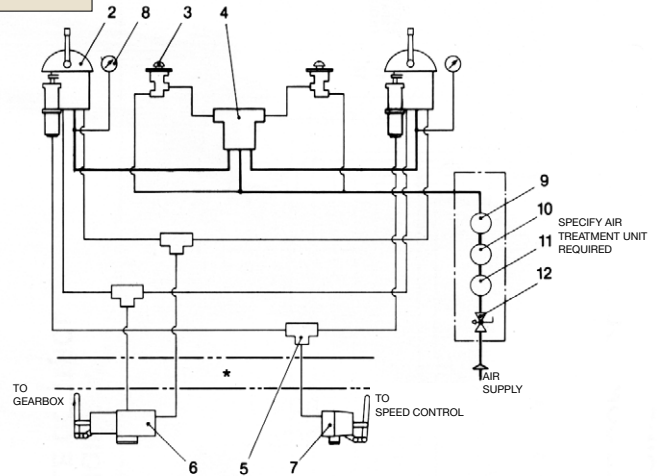 2
8
3
4
9
10
11
12
SPECIFY AIR
TREATMENT UNIT
REQUIRED
AIR
SUPPLY
*
TO
GEARBOX
TO
SPEED CONTROL
6
5
7